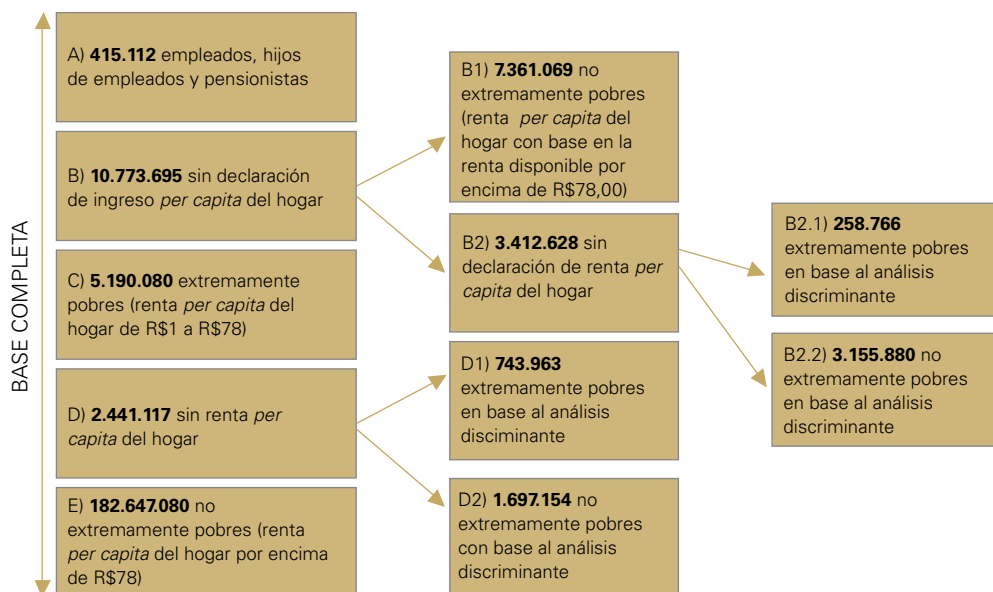 BASE COMPLETA
A) 415.112 empleados, hijos
de empleados y pensionistas
B) 10.773.695 sin declaración
de ingreso per capita del hogar
C) 5.190.080 extremamente
pobres (renta per capita del
hogar de R$1 a R$78)
D) 2.441.117 sin renta per
capita del hogar
E) 182.647.080 no
extremamente pobres (renta
per capita del hogar por encima
de R$78)
B1) 7.361.069 no
extremamente pobres
(renta per capita del
hogar con base en la
renta disponible por
encima de R$78,00)
B2) 3.412.628 sin
declaración de renta per
capita del hogar
D1) 743.963
extremamente pobres
en base al análisis
disciminante
D2) 1.697.154 no
extremamente pobres
con base al análisis
discriminante
B2.1) 258.766
extremamente pobres
en base al análisis
discriminante
B2.2) 3.155.880 no
extremamente pobres
en base al análisis
discriminante